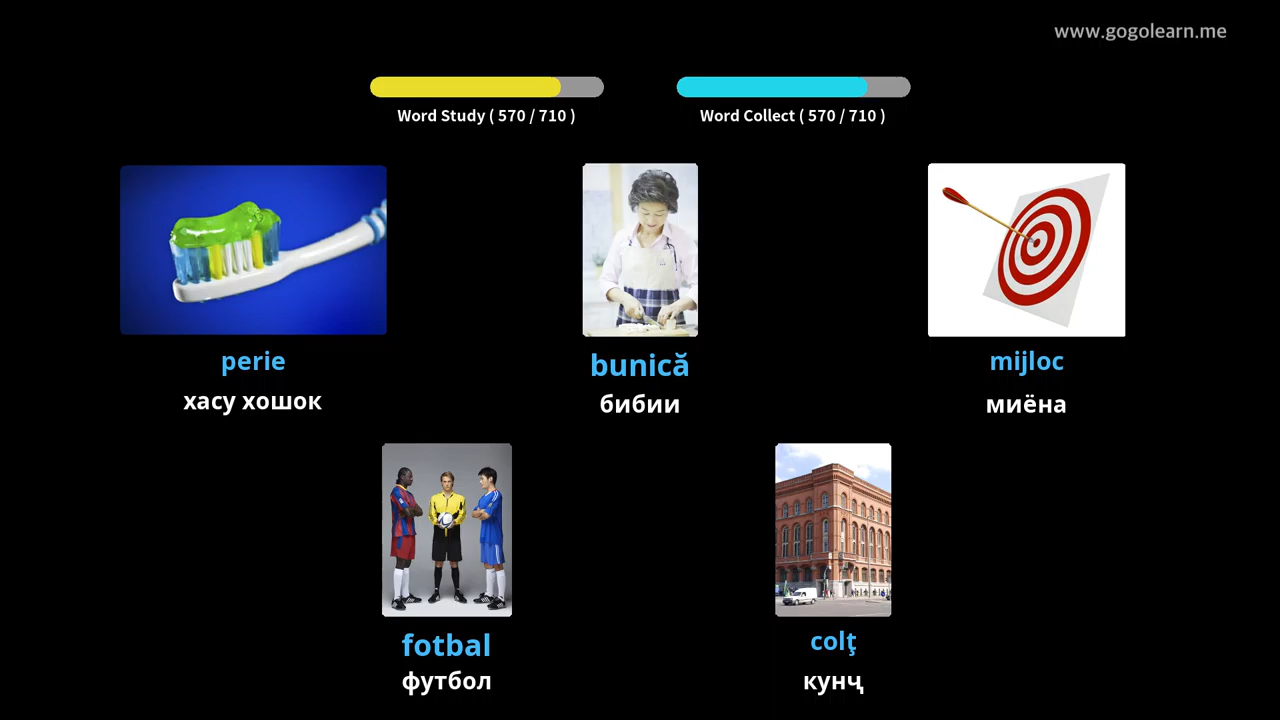 www.gogolearn.me
Word Study ( 570 / 710 )
Word Collect ( 570 / 710 )
perie
хасу хошок
bunică
бибии
mijloc
миёна
fotbal
футбол
colţ
кунҷ